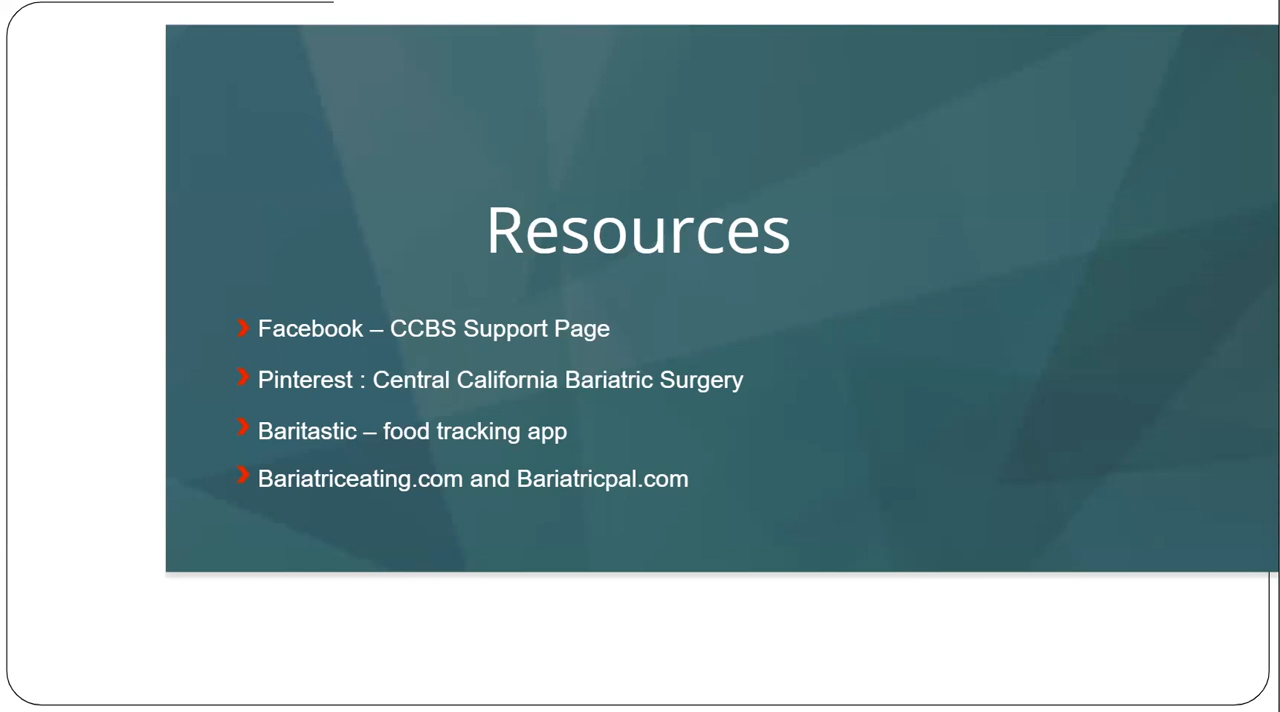 Resources
Facebook – CCBS Support Page
Pinterest : Central California Bariatric Surgery
Baritastic – food tracking app
Bariatriceating.com and Bariatricpal.com